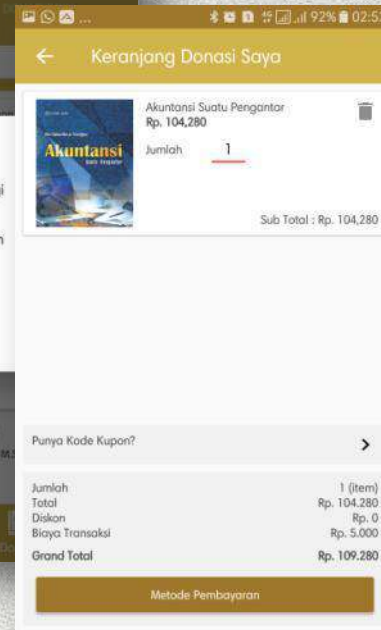 92% 02:5
Keranjang Donasi Saya
Akuntansi Suatu Pengantar
Rp. 104,280
Jumlah 1
Akuntansi
Sub Total : Rp. 104,280
Punya Kode Kupon?
Jumlah 1 (item)
Total Rp. 104.280
Diskon Rp. 0
Biaya Transaksi Rp. 5.000
Grand Total Rp. 109.280
Metode Pembayaran